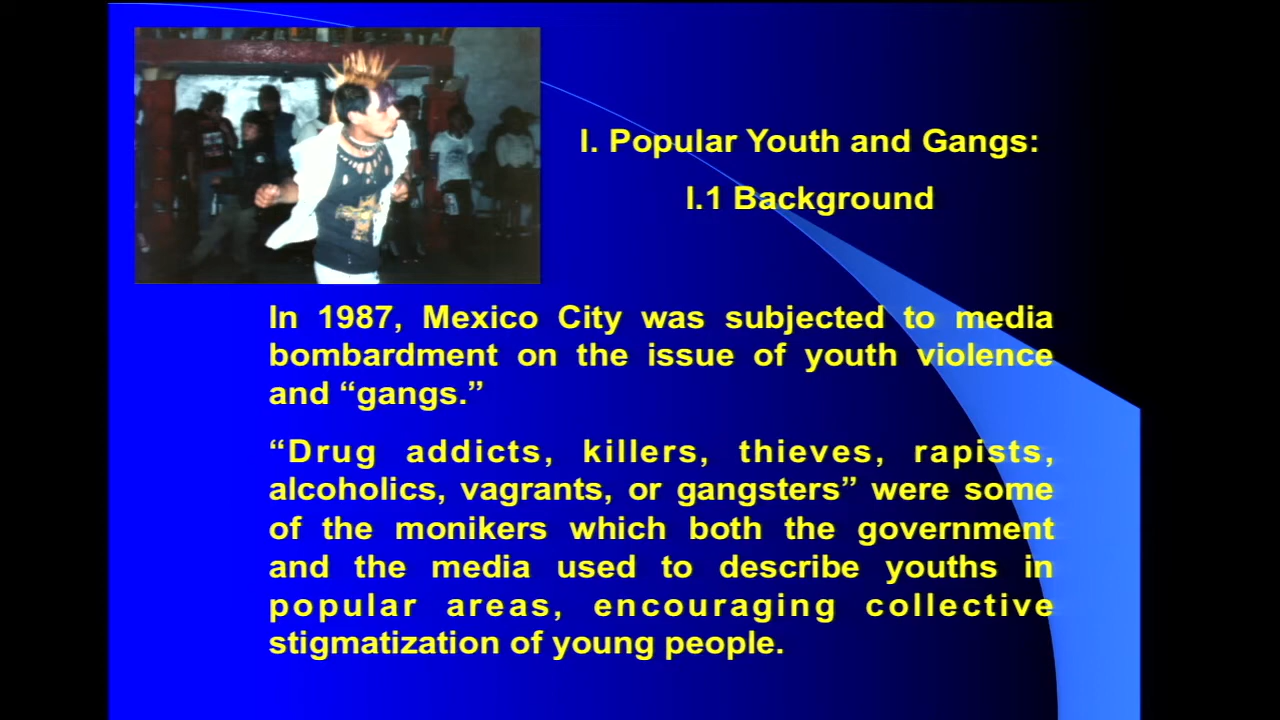 I. Popular Youth and Gangs:
I.1 Background
In 1987, Mexico City was subjected to media
bombardment on the issue of youth violence
and “gangs.”
“Drug addicts, killers, thieves, rapists,
alcoholics, vagrants, or gangsters” were some
of the monikers which both the government
and the media used to describe youths in
popular areas, encouraging collective
stigmatization of young people.